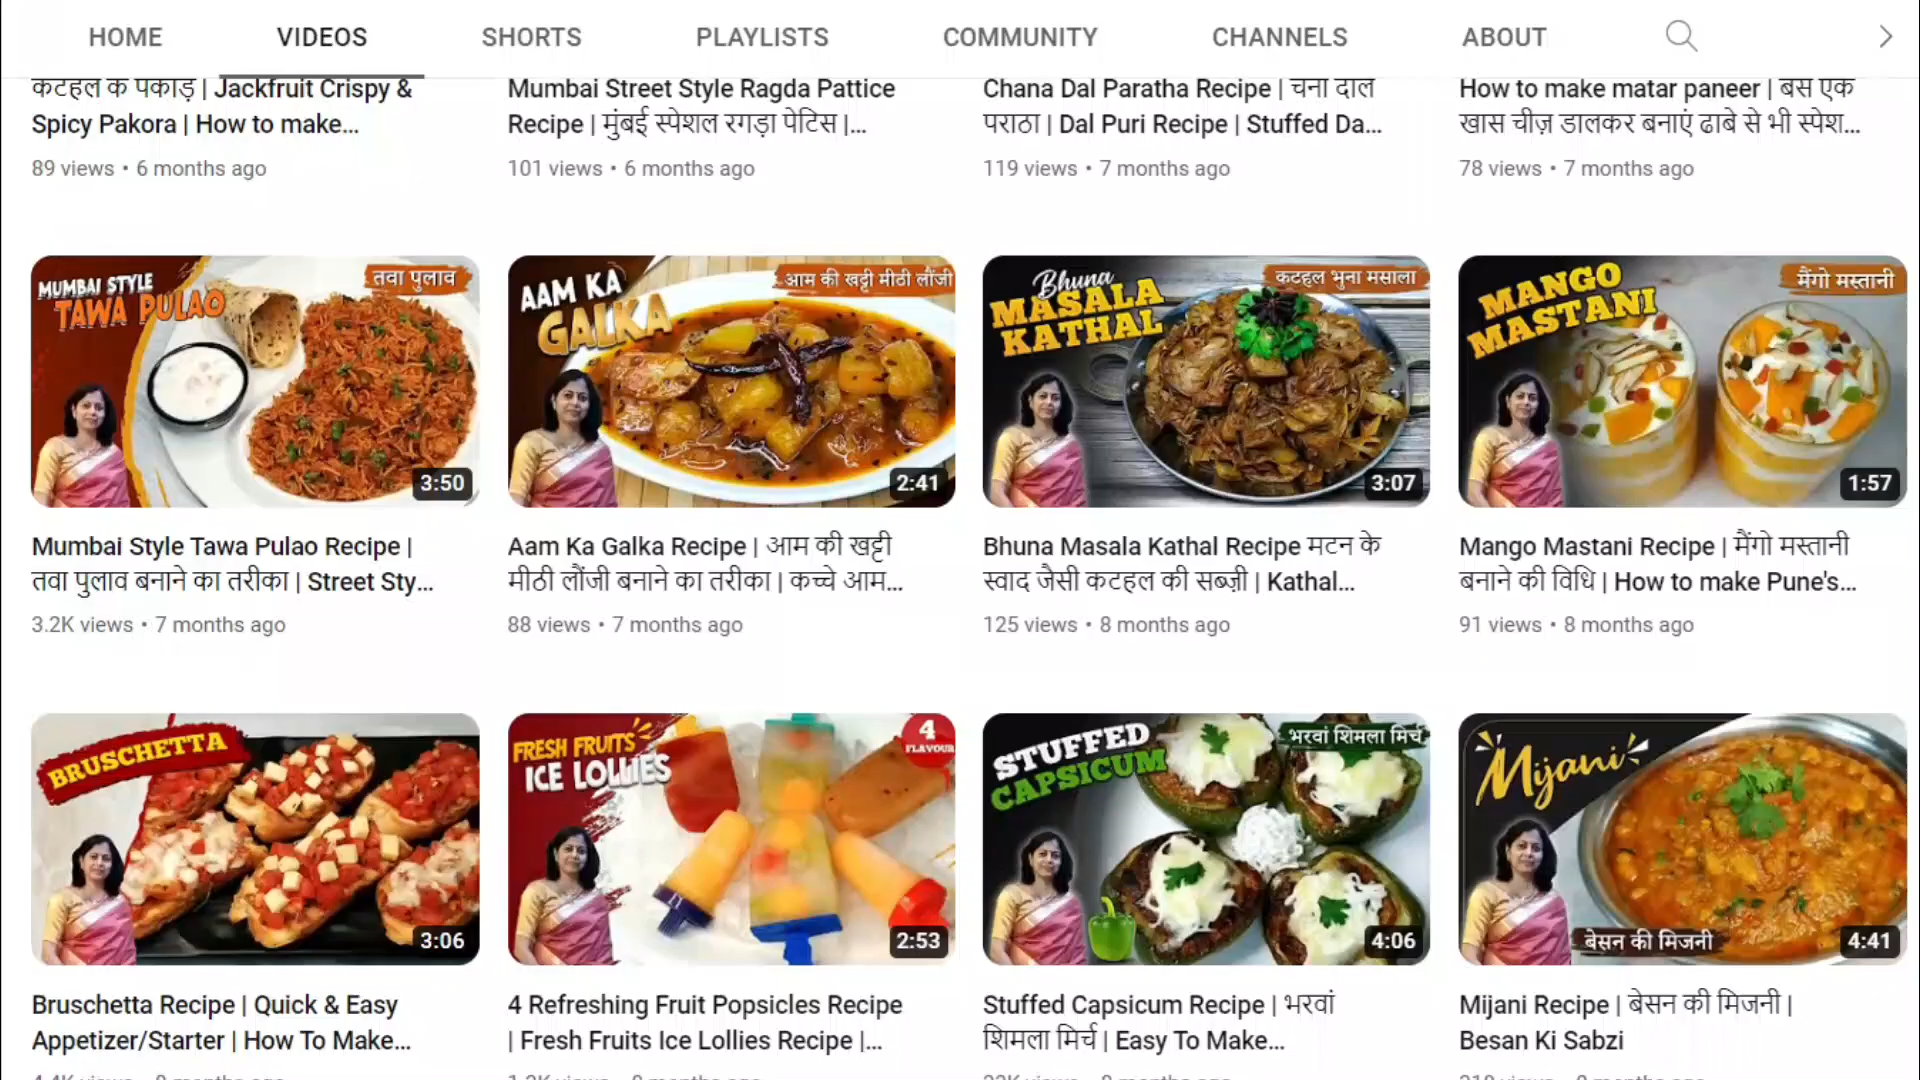 HOME VIDEOS SHORTS PLAYLISTS COMMUNITY CHANNELS ABOUT
कटहल के पकोड़े | Jackfruit Crispy &
Spicy Pakora | How to make...
89 views • 6 months ago
Mumbai Street Style Ragda Pattice
Recipe | मुंबई स्पेशल रगड़ा पेटिस |...
101 views • 6 months ago
Chana Dal Paratha Recipe | चना दाल
पराठा | Dal Puri Recipe | Stuffed Da...
119 views • 7 months ago
How to make matar paneer | बस एक
खास चीज़ डालकर बनाएं ढाबे से भी स्पेश...
78 views • 7 months ago
MUMBAI STYLE
TAWA PULAO
तवा पुलाव
3:50
Mumbai Style Tawa Pulao Recipe |
तवा पुलाव बनाने का तरीका | Street Sty...
3.2K views • 7 months ago
AAM KA
GALKA
आम की खट्टी मीठी लौंजी
2:41
Aam Ka Galka Recipe | आम की खट्टी
मीठी लौंजी बनाने का तरीका | कच्चे आम...
88 views • 7 months ago
Bhuna
MASALA
KATHAL
कटहल भुना मसाला
3:07
Bhuna Masala Kathal Recipe मटन के
स्वाद जैसी कटहल की सब्ज़ी | Kathal...
125 views • 8 months ago
MANGO
MASTANI
मैंगो मस्तानी
1:57
Mango Mastani Recipe | मैंगो मस्तानी
बनाने की विधि | How to make Pune's...
91 views • 8 months ago
BRUSCHETTA
3:06
Bruschetta Recipe | Quick & Easy
Appetizer/Starter | How To Make...
FRESH FRUITS
ICE LOLLIES
4
FLAVOUR
2:53
4 Refreshing Fruit Popsicles Recipe
| Fresh Fruits Ice Lollies Recipe |...
STUFFED
CAPSICUM
भरवां शिमला मिर्च
4:06
Stuffed Capsicum Recipe | भरवां
शिमला मिर्च | Easy To Make...
Mijani
बेसन की मिजनी
4:41
Mijani Recipe | बेसन की मिजनी |
Besan Ki Sabzi